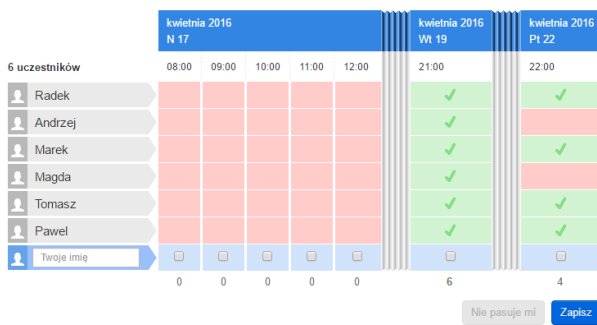 kwietnia 2016 kwietnia 2016 kwietnia 2016
N 17 Wt 19 Pt 22
6 uczestników 08:00 09:00 10:00 11:00 12:00 21:00 22:00
Radek
Andrzej
Marek
Magda
Tomasz
Pawel
Twoje imię
0 0 0 0 0 6 4
Nie pasuje mi Zapisz